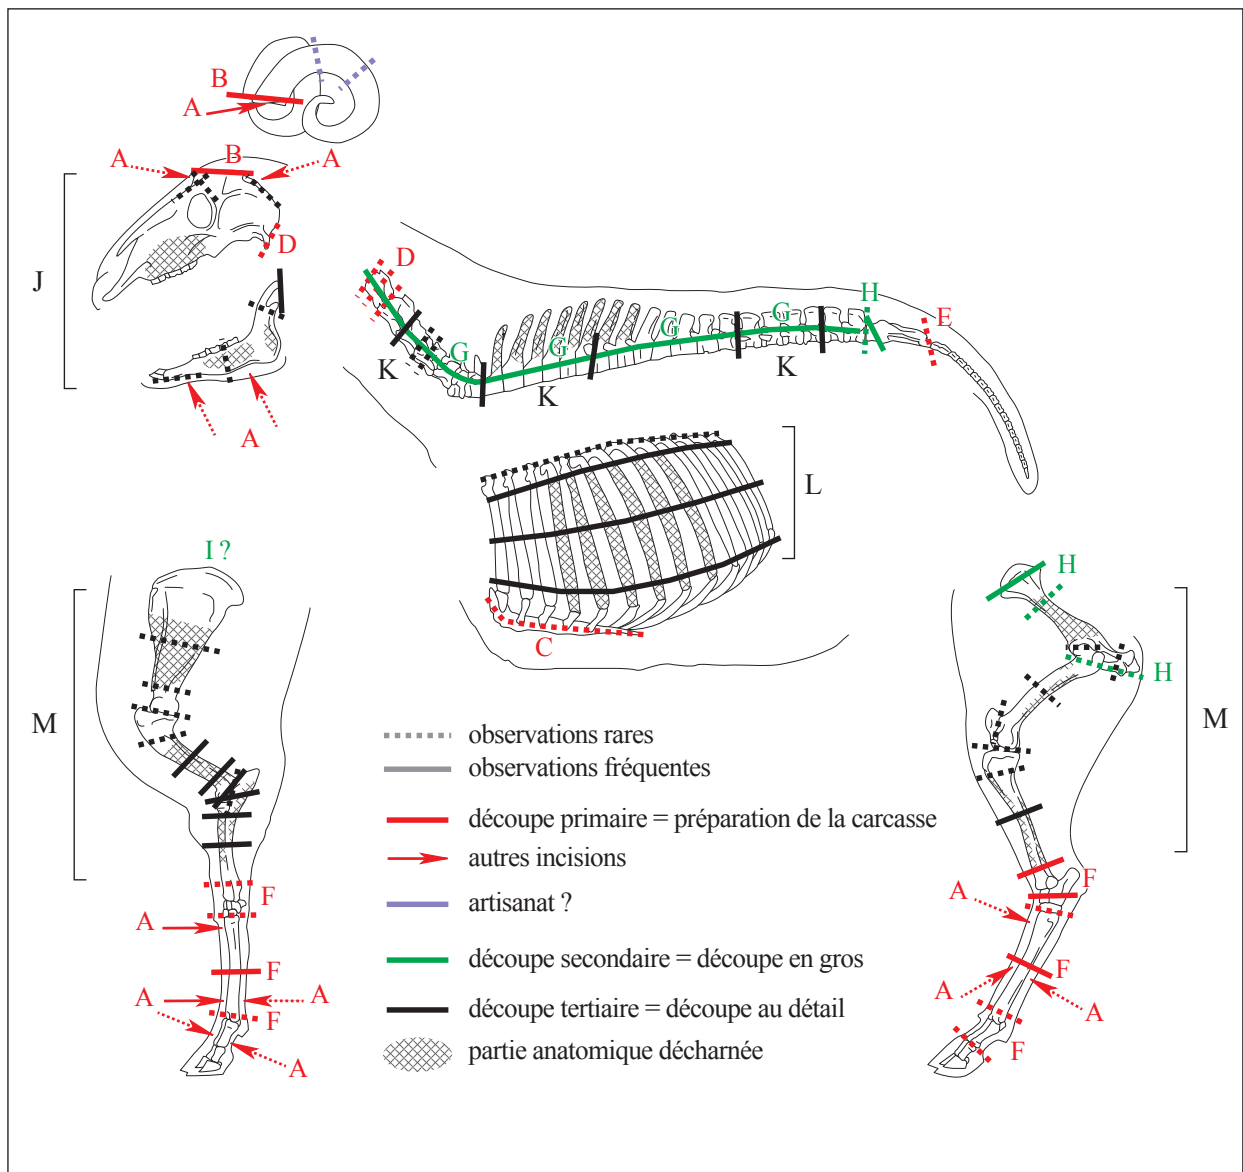 B
A
A B A
D
J
A
D
G
K
G
K
G
G
K
H
E
L
C
I ?
M
F
A
F
A A
F
A
H
H
M
F
A
F
A A
F
observations rares
observations fréquentes
découpe primaire = préparation de la carcasse
autres incisions
artisanat ?
découpe secondaire = découpe en gros
découpe tertiaire = découpe au détail
partie anatomique décharnée